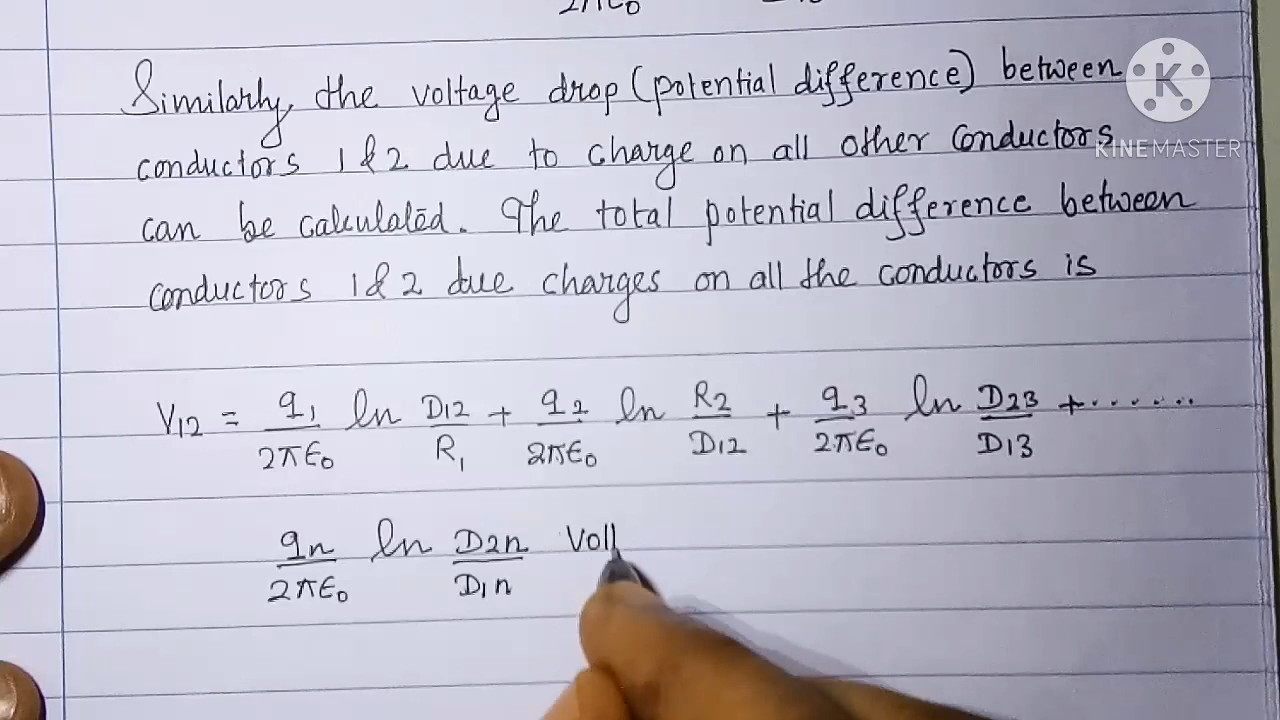 2πϵ₀
Similarly, the voltage drop (potential difference) between
K
conductors 1 & 2 due to charge on all other conductors
KINEMASTER
can be calculated. The total potential difference between
conductors 1 & 2 due charges on all the conductors is
V₁₂ = q₁/2πϵ₀ ln D₁₂/R₁ + q₂/2πϵ₀ ln R₂/D₁₂ + q₃/2πϵ₀ ln D₂₃/D₁₃ + .......
qₙ/2πϵ₀ ln D₂ₙ/D₁ₙ Vol